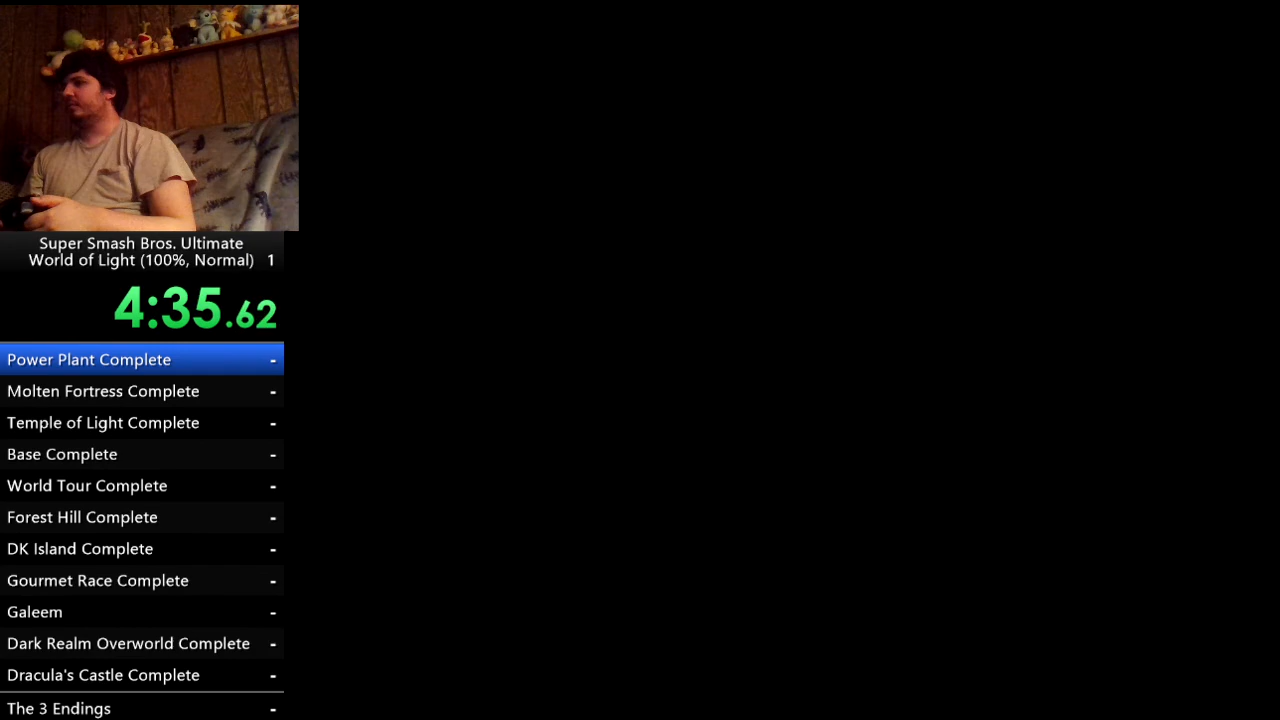 Super Smash Bros. Ultimate
World of Light (100%, Normal) 1
4:35.62
Power Plant Complete -
Molten Fortress Complete -
Temple of Light Complete -
Base Complete -
World Tour Complete -
Forest Hill Complete -
DK Island Complete -
Gourmet Race Complete -
Galeem -
Dark Realm Overworld Complete -
Dracula's Castle Complete -
The 3 Endings -